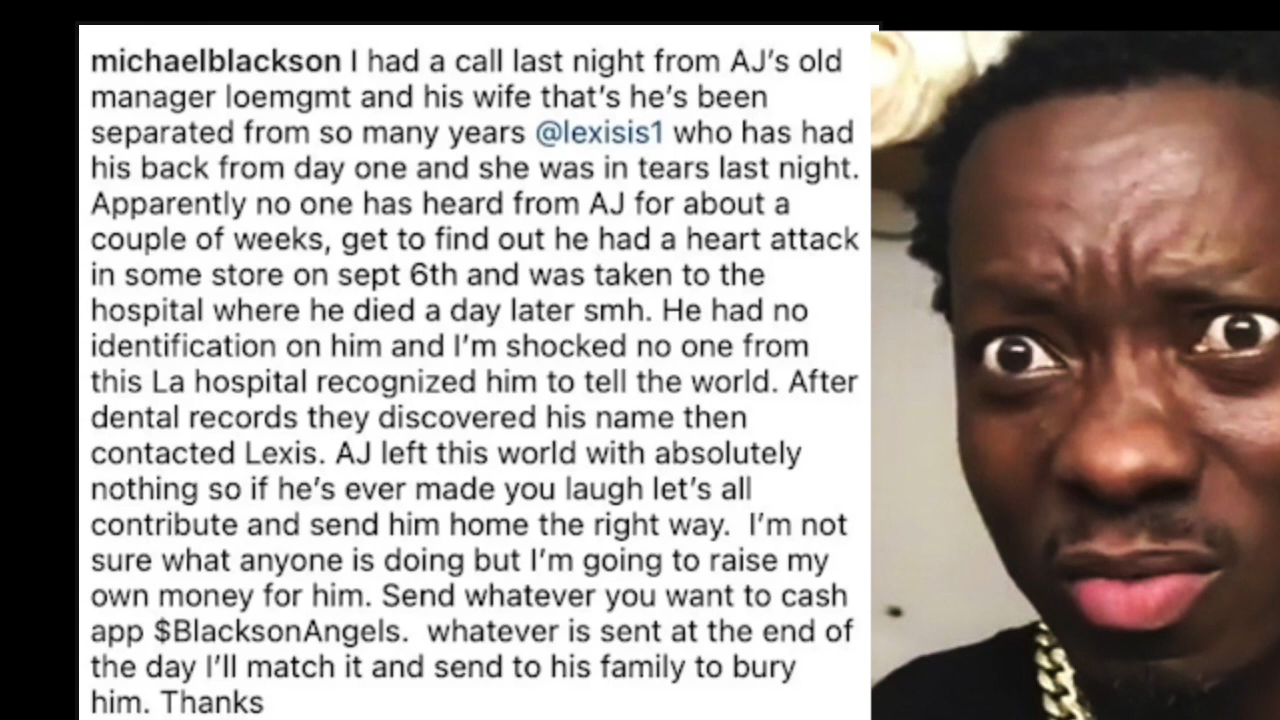 michaelblackson I had a call last night from AJ’s old
manager loemgmt and his wife that’s he’s been
separated from so many years @lexisis1 who has had
his back from day one and she was in tears last night.
Apparently no one has heard from AJ for about a
couple of weeks, get to find out he had a heart attack
in some store on sept 6th and was taken to the
hospital where he died a day later smh. He had no
identification on him and I’m shocked no one from
this La hospital recognized him to tell the world. After
dental records they discovered his name then
contacted Lexis. AJ left this world with absolutely
nothing so if he’s ever made you laugh let’s all
contribute and send him home the right way.  I’m not
sure what anyone is doing but I’m going to raise my
own money for him. Send whatever you want to cash
app $BlacksonAngels.  whatever is sent at the end of
the day I’ll match it and send to his family to bury
him. Thanks